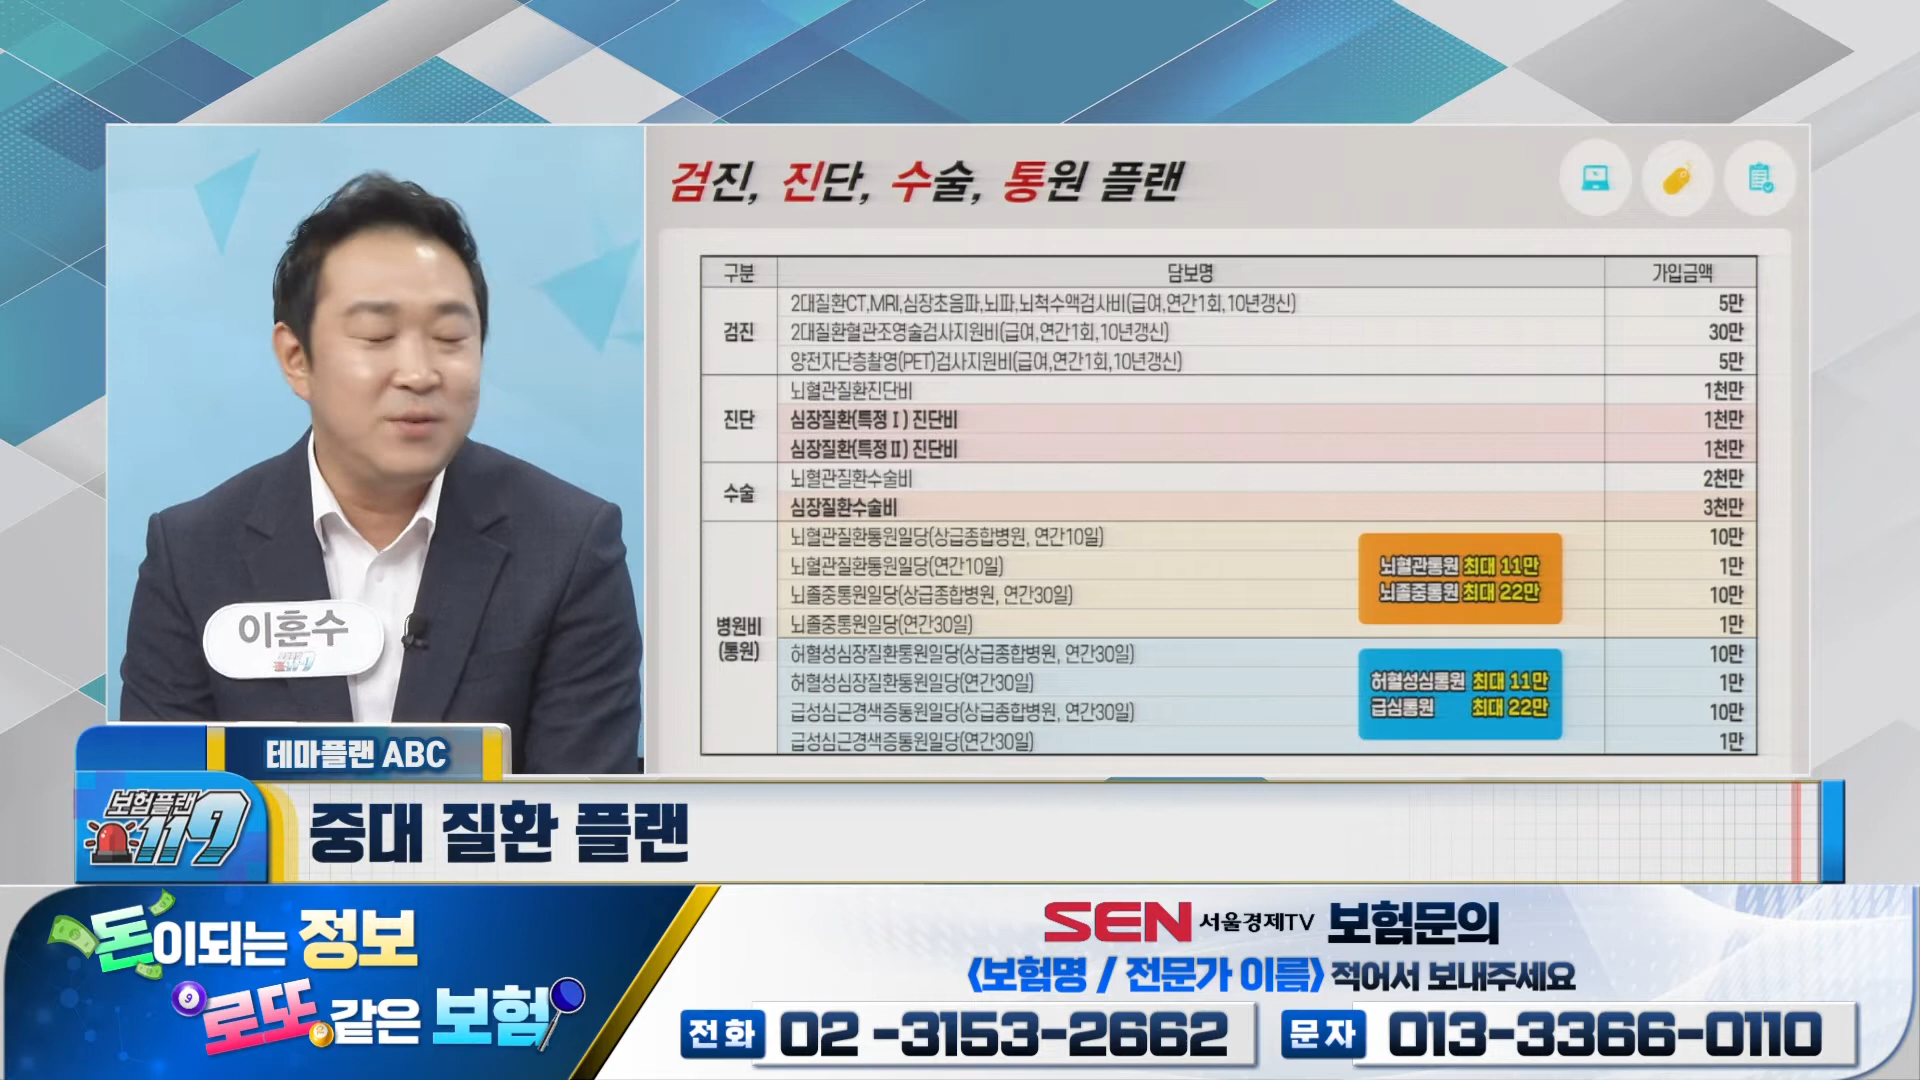 검진, 진단, 수술, 통원 플랜
구분 담보명 가입금액
검진
2대질환CT,MRI,심장초음파,뇌파,뇌척수액검사비(급여,연간1회,10년갱신) 5만
2대질환혈관조영술검사지원비(급여,연간1회,10년갱신) 30만
양전자단층촬영(PET)검사지원비(급여,연간1회,10년갱신) 5만
진단
뇌혈관질환진단비 1천만
심장질환(특정Ⅰ) 진단비 1천만
심장질환(특정Ⅱ) 진단비 1천만
수술
뇌혈관질환수술비 2천만
심장질환수술비 3천만
병원비
(통원)
뇌혈관질환통원일당(상급종합병원, 연간10일) 10만
뇌혈관질환통원일당(연간10일) 1만
뇌졸중통원일당(상급종합병원, 연간30일) 10만
뇌졸중통원일당(연간30일) 1만
뇌혈관통원 최대 11만
뇌졸중통원 최대 22만
허혈성심장질환통원일당(상급종합병원, 연간30일) 10만
허혈성심장질환통원일당(연간30일) 1만
급성심근경색증통원일당(상급종합병원, 연간30일) 10만
급성심근경색증통원일당(연간30일) 1만
허혈성심통원 최대 11만
급심통원 최대 22만
이훈수
테마플랜 ABC
보험플랜
119
중대 질환 플랜
돈이되는 정보
로또 같은 보험
SEN 서울경제TV 보험문의
<보험명 / 전문가 이름> 적어서 보내주세요
전화 02-3153-2662
문자 013-3366-0110